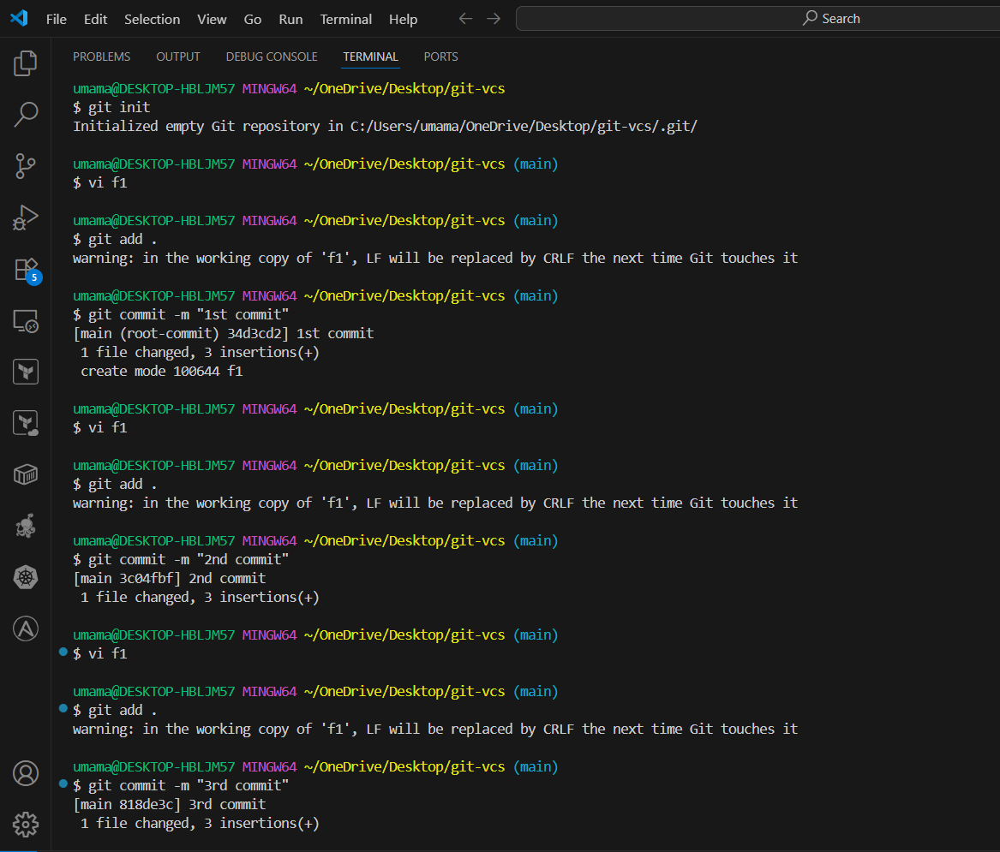 File Edit Selection View Go Run Terminal Help
Search
PROBLEMS OUTPUT DEBUG CONSOLE TERMINAL PORTS
umama@DESKTOP-HBLJM57 MINGW64 ~/OneDrive/Desktop/git-vcs
$ git init
Initialized empty Git repository in C:/Users/umama/OneDrive/Desktop/git-vcs/.git/
umama@DESKTOP-HBLJM57 MINGW64 ~/OneDrive/Desktop/git-vcs (main)
$ vi f1
umama@DESKTOP-HBLJM57 MINGW64 ~/OneDrive/Desktop/git-vcs (main)
$ git add .
warning: in the working copy of 'f1', LF will be replaced by CRLF the next time Git touches it
umama@DESKTOP-HBLJM57 MINGW64 ~/OneDrive/Desktop/git-vcs (main)
$ git commit -m "1st commit"
[main (root-commit) 34d3cd2] 1st commit
1 file changed, 3 insertions(+)
create mode 100644 f1
umama@DESKTOP-HBLJM57 MINGW64 ~/OneDrive/Desktop/git-vcs (main)
$ vi f1
umama@DESKTOP-HBLJM57 MINGW64 ~/OneDrive/Desktop/git-vcs (main)
$ git add .
warning: in the working copy of 'f1', LF will be replaced by CRLF the next time Git touches it
umama@DESKTOP-HBLJM57 MINGW64 ~/OneDrive/Desktop/git-vcs (main)
$ git commit -m "2nd commit"
[main 3c04fbf] 2nd commit
1 file changed, 3 insertions(+)
umama@DESKTOP-HBLJM57 MINGW64 ~/OneDrive/Desktop/git-vcs (main)
$ vi f1
umama@DESKTOP-HBLJM57 MINGW64 ~/OneDrive/Desktop/git-vcs (main)
$ git add .
warning: in the working copy of 'f1', LF will be replaced by CRLF the next time Git touches it
umama@DESKTOP-HBLJM57 MINGW64 ~/OneDrive/Desktop/git-vcs (main)
$ git commit -m "3rd commit"
[main 818de3c] 3rd commit
1 file changed, 3 insertions(+)
5